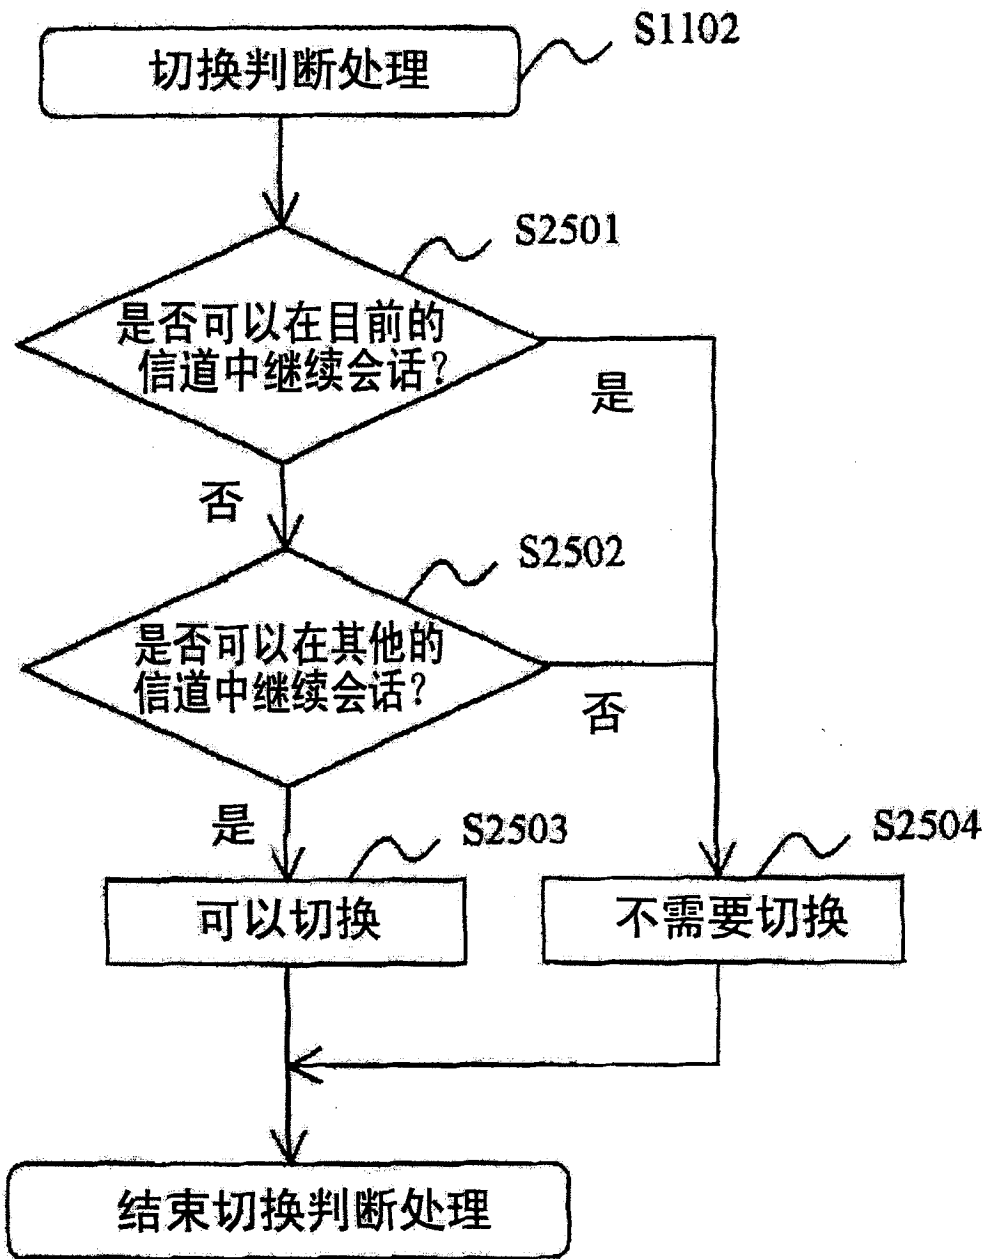 S1102
切换判断处理
S2501
是否可以在目前的
信道中继续会话?
是
否
S2502
是否可以在其他的
信道中继续会话?
否
是
S2503
S2504
可以切换
不需要切换
结束切换判断处理